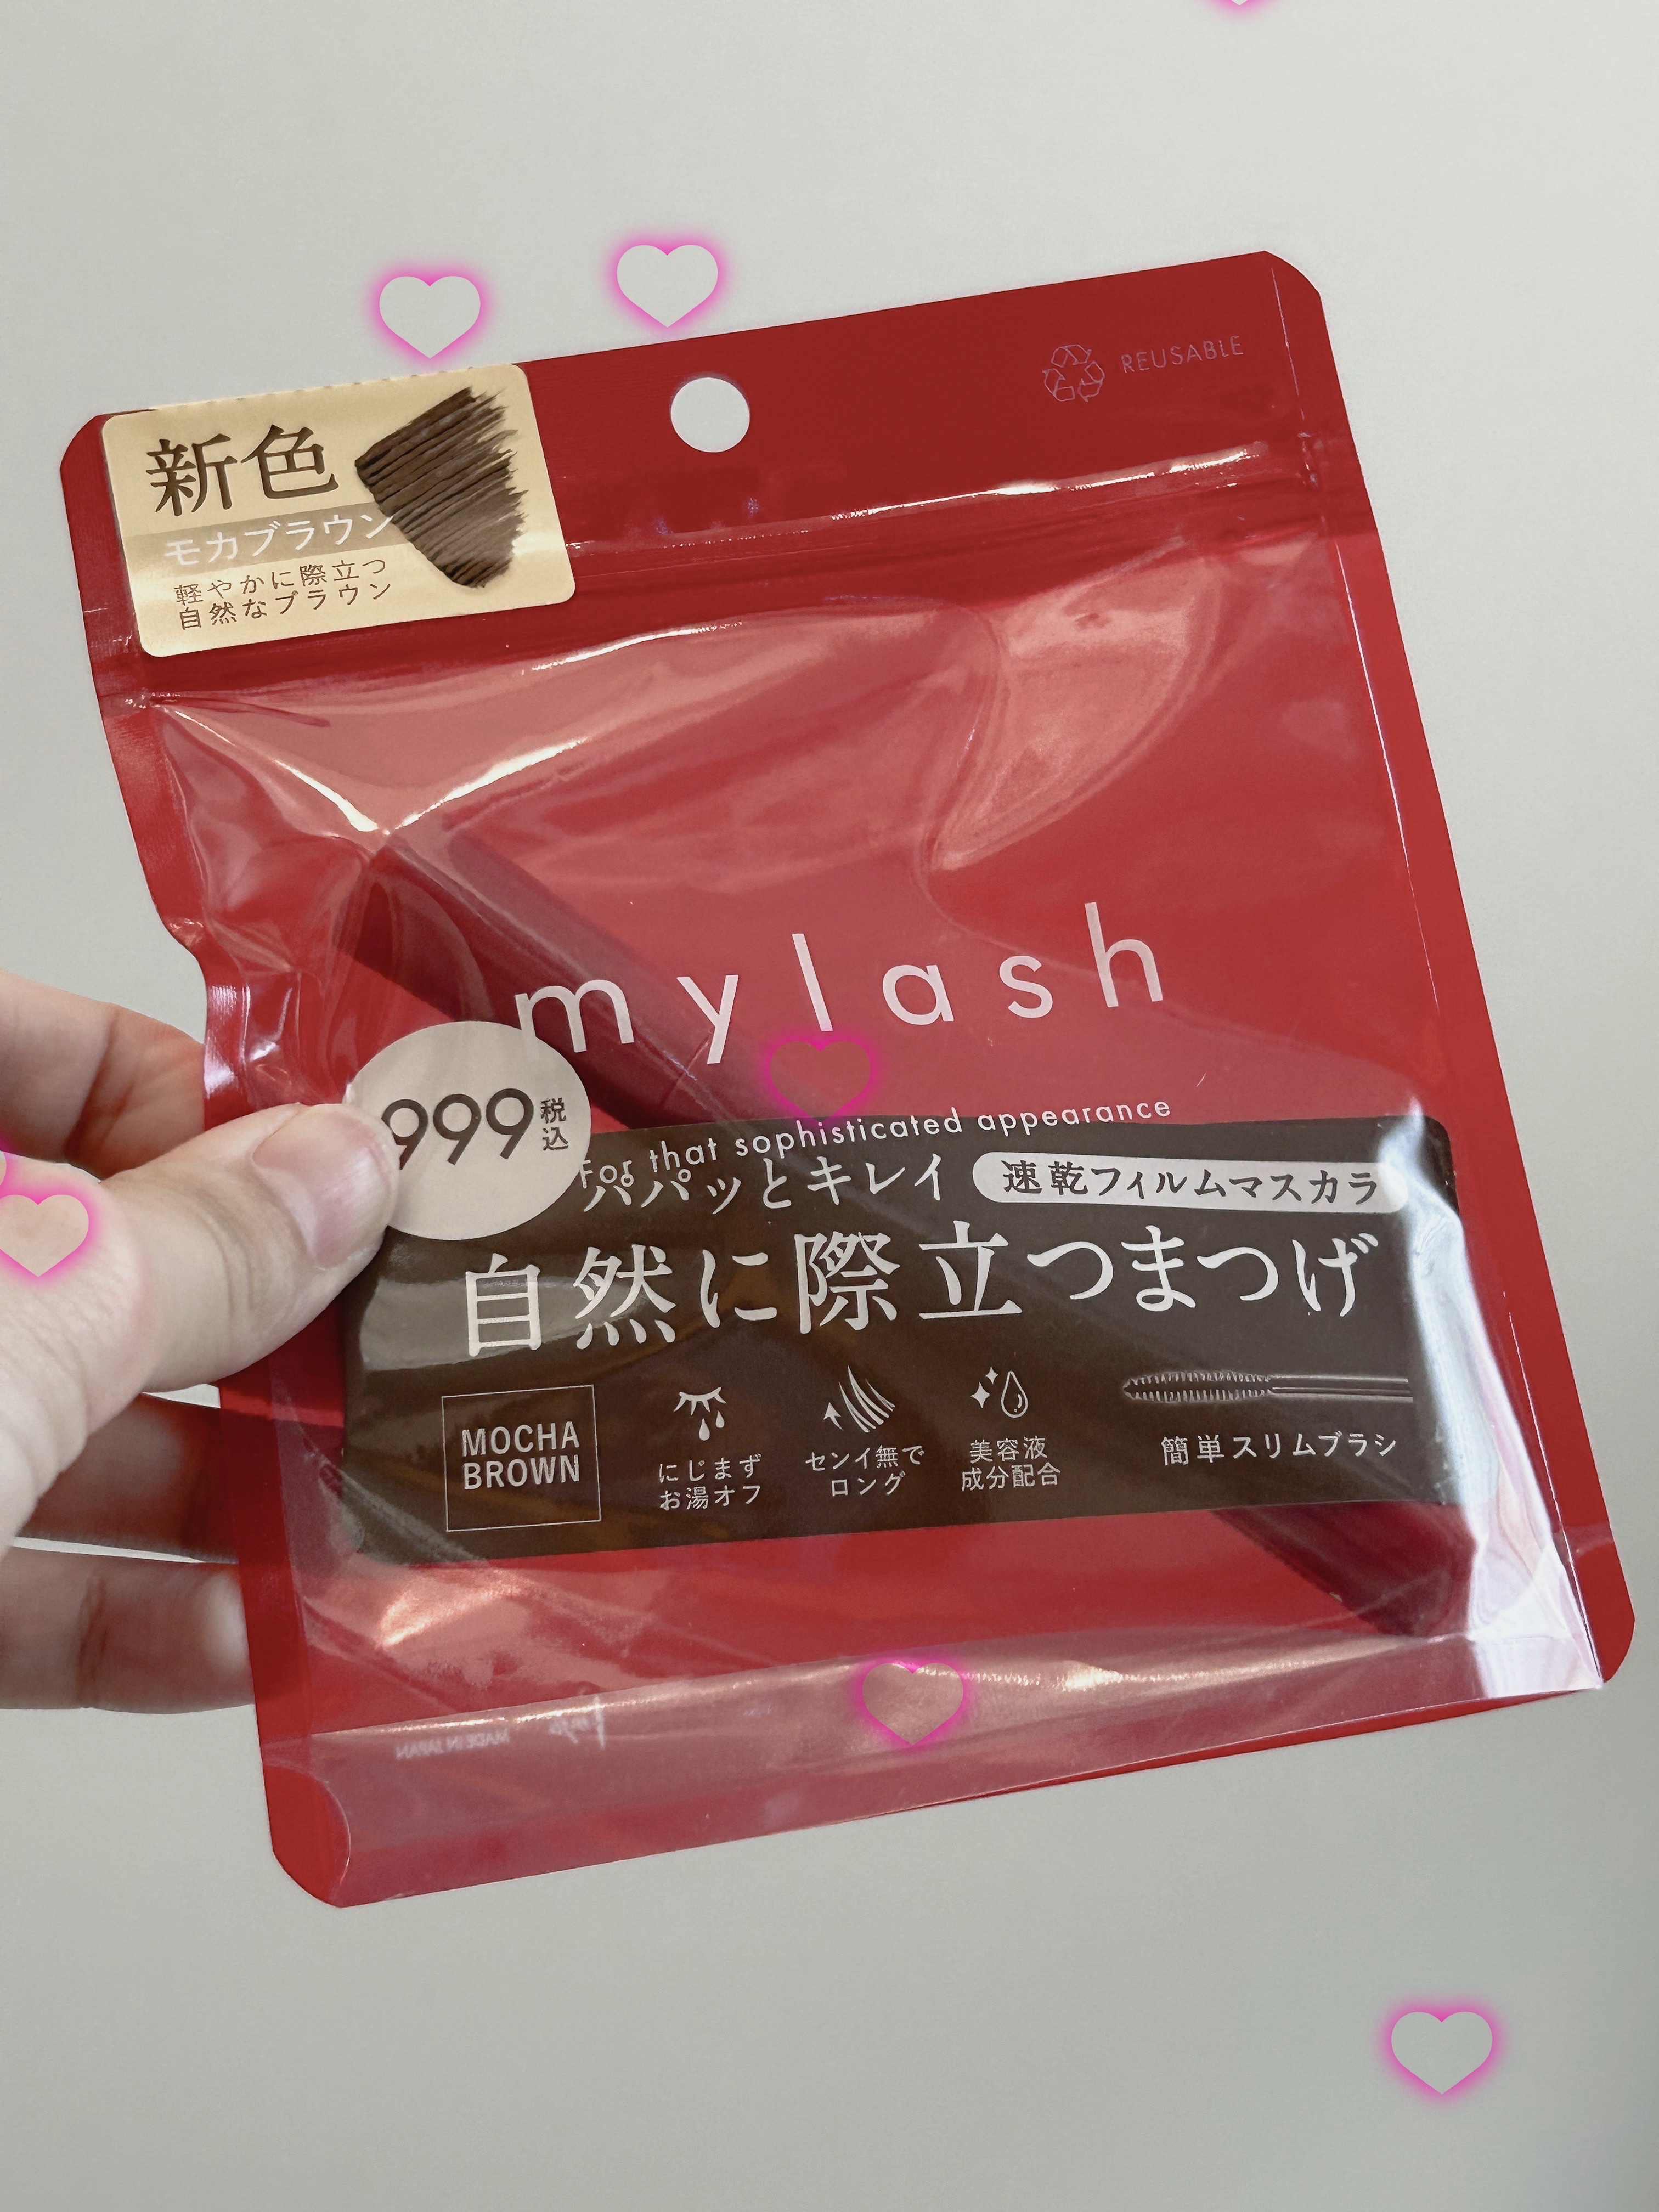 REUSABLE
新色
モカブラウン
軽やかに際立つ
自然なブラウン
mylash
For that sophisticated appearance
999税込
パパッとキレイ
速乾フィルムマスカラ
自然に際立つまつげ
MOCHA
BROWN
にじまず
お湯オフ
センイ無で
ロング
美容液
成分配合
簡単スリムブラシ
MADE IN JAPAN